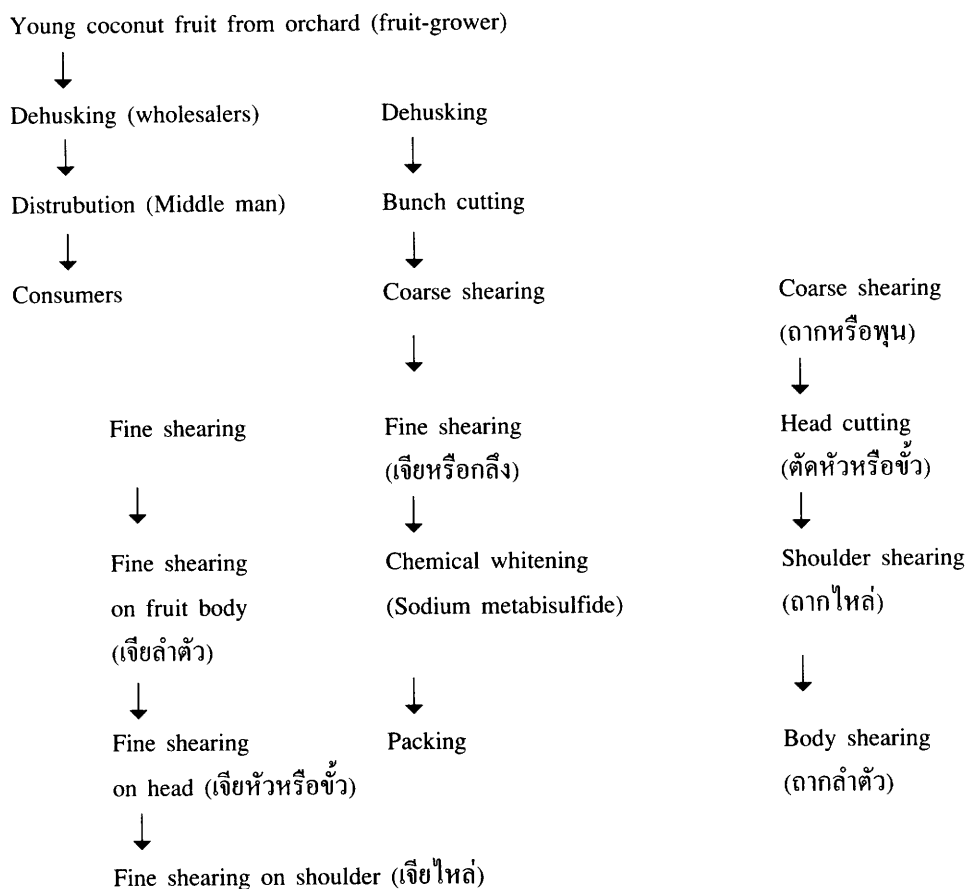 Young coconut fruit from orchard (fruit-grower)
Dehusking (wholesalers)
Dehusking
Distrubution (Middle man)
Bunch cutting
Consumers
Coarse shearing
Coarse shearing
(ถากหรือพุน)
Fine shearing
Fine shearing
(เจียหรือกลึง)
Head cutting
(ตัดหัวหรือขั้ว)
Fine shearing
on fruit body
(เจียลำตัว)
Chemical whitening
(Sodium metabisulfide)
Shoulder shearing
(ถากไหล่)
Fine shearing
on head (เจียหัวหรือขั้ว)
Packing
Body shearing
(ถากลำตัว)
Fine shearing on shoulder (เจียไหล่)